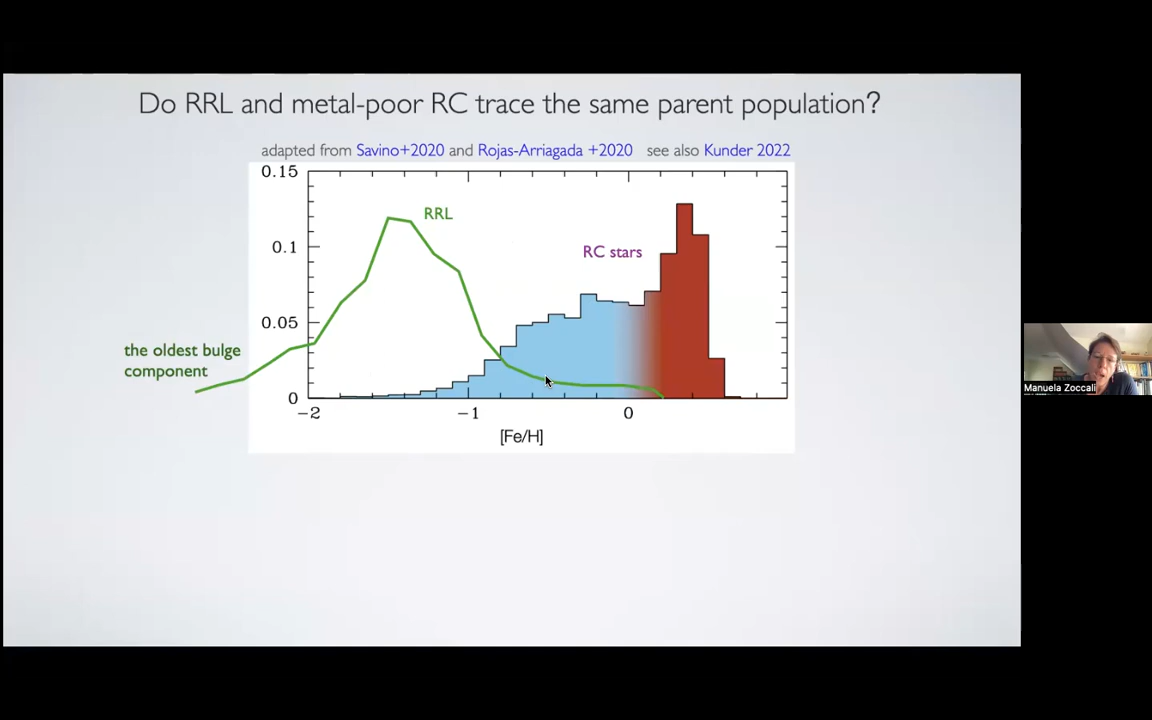 Do RRL and metal-poor RC trace the same parent population?
adapted from Savino+2020 and Rojas-Arriagada +2020 see also Kunder 2022
0.15
RRL
0.1
RC stars
0.05
the oldest bulge
component
0
−2
−1
0
[Fe/H]
Manuela Zoccali